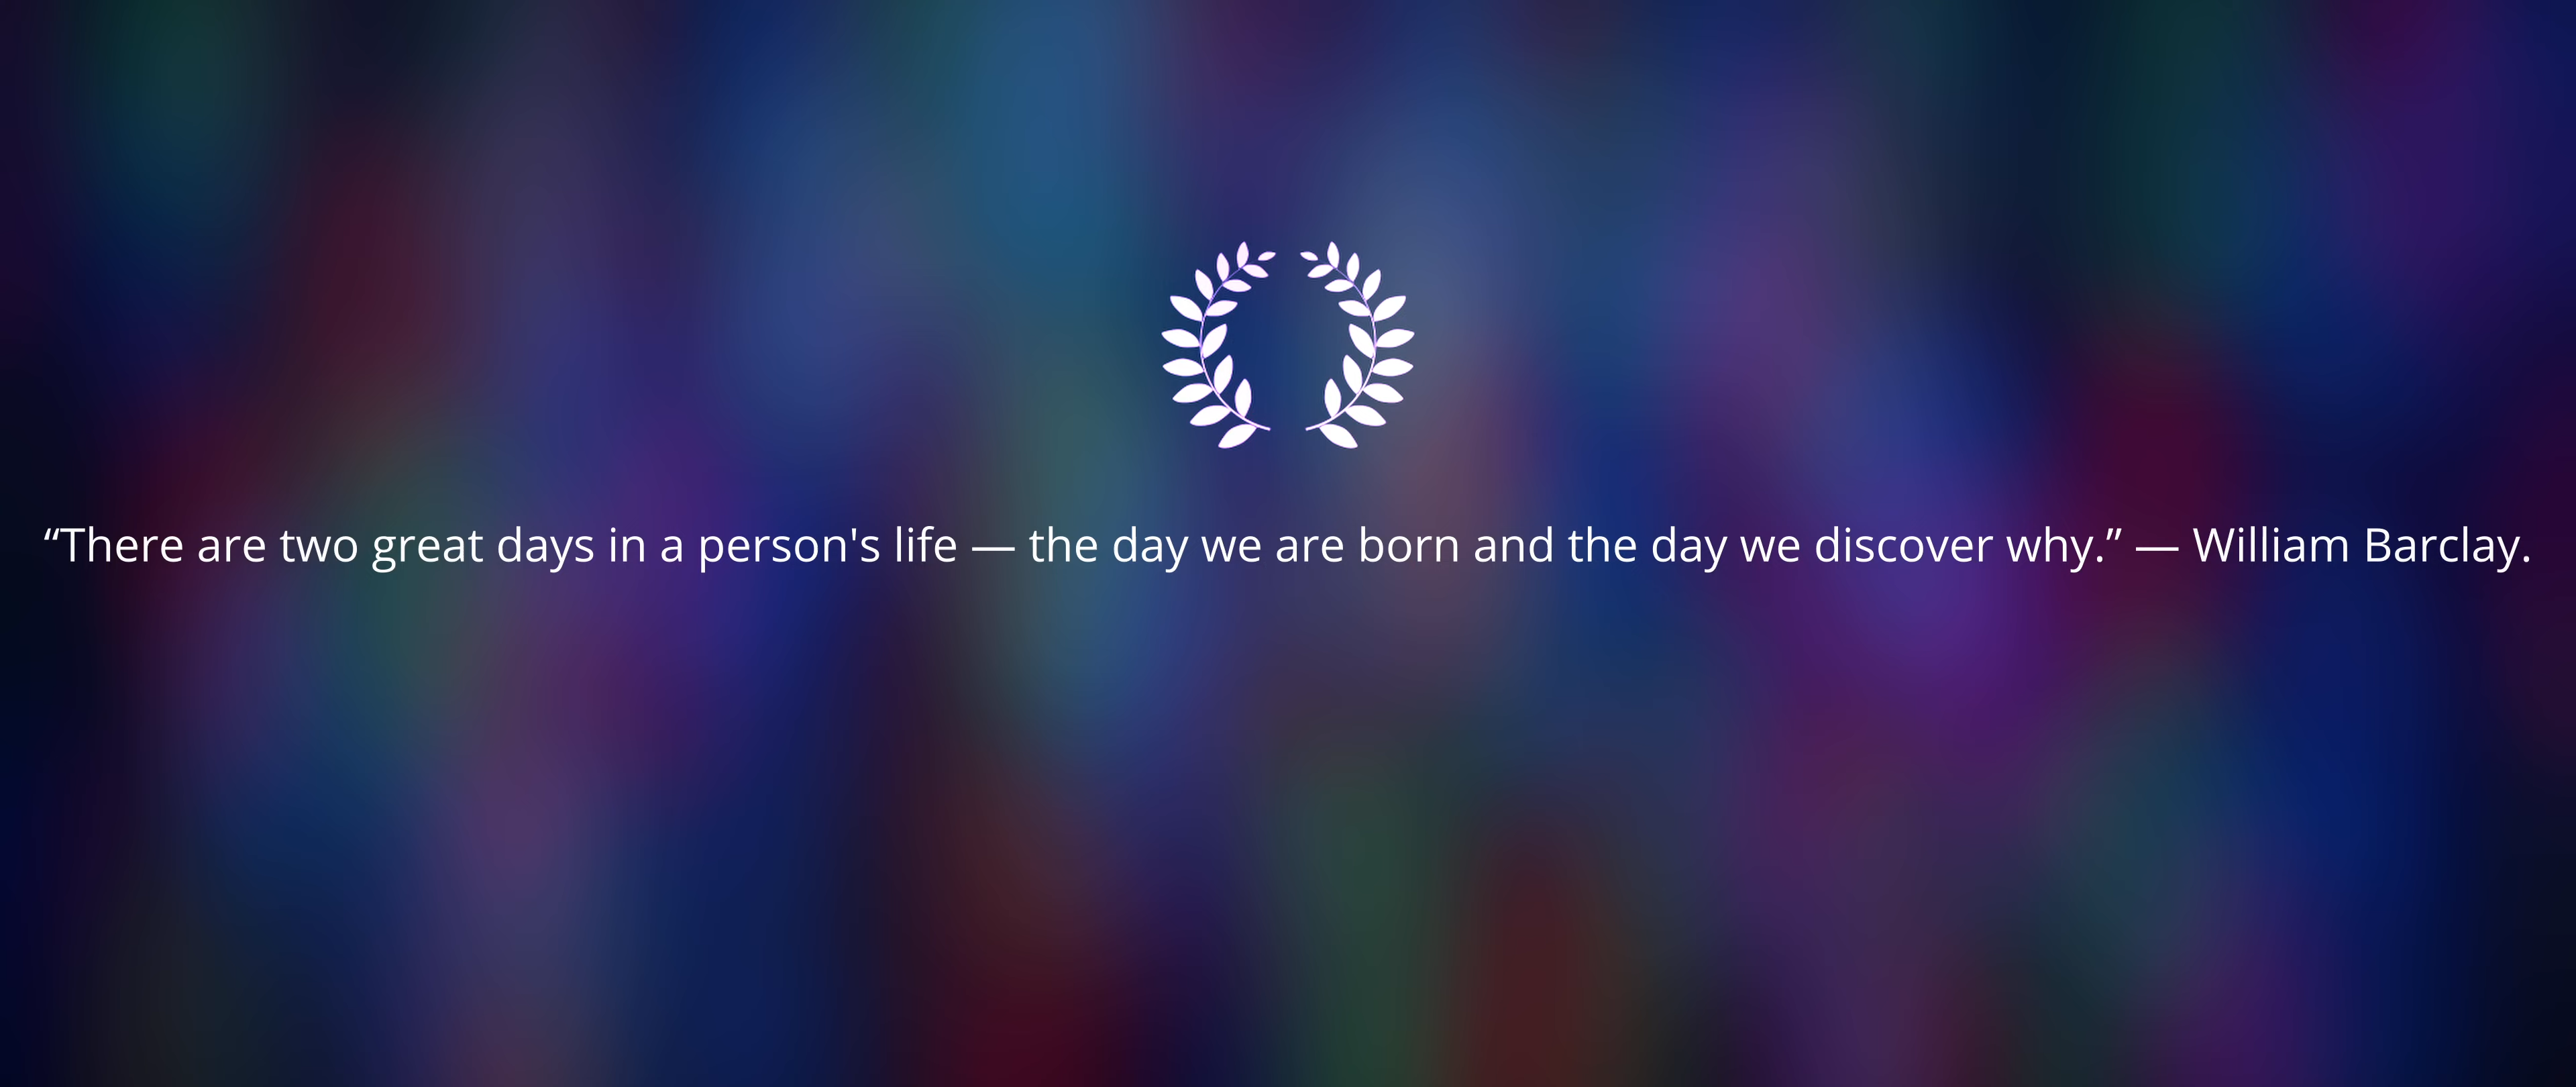 “There are two great days in a person's life — the day we are born and the day we discover why.” — William Barclay.